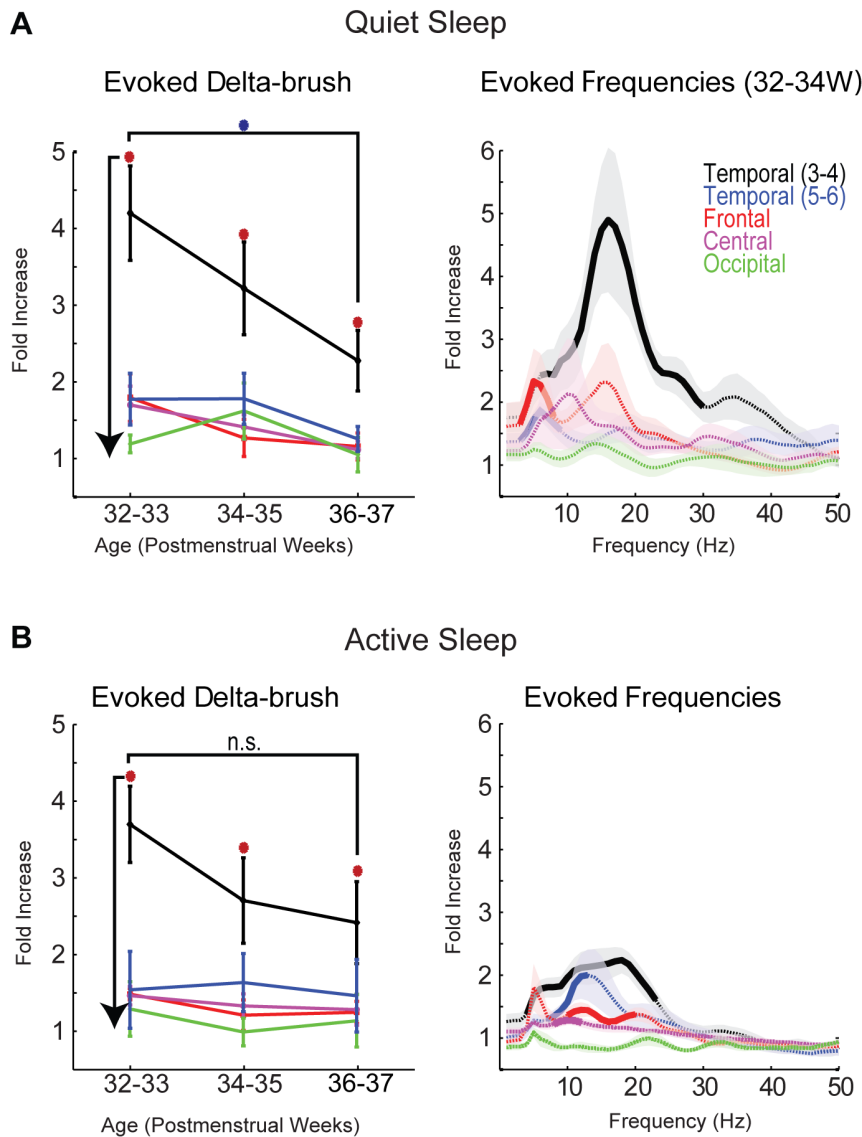 A
Quiet Sleep
Evoked Delta-brush
Fold Increase
5
4
3
2
1
32-33
34-35
36-37
Age (Postmenstrual Weeks)
Evoked Frequencies (32-34W)
Fold Increase
6
5
4
3
2
1
Temporal (3-4)
Temporal (5-6)
Frontal
Central
Occipital
10
20
30
40
50
Frequency (Hz)
B
Active Sleep
Evoked Delta-brush
n.s.
Fold Increase
5
4
3
2
1
32-33
34-35
36-37
Age (Postmenstrual Weeks)
Evoked Frequencies
Fold Increase
6
5
4
3
2
1
10
20
30
40
50
Frequency (Hz)